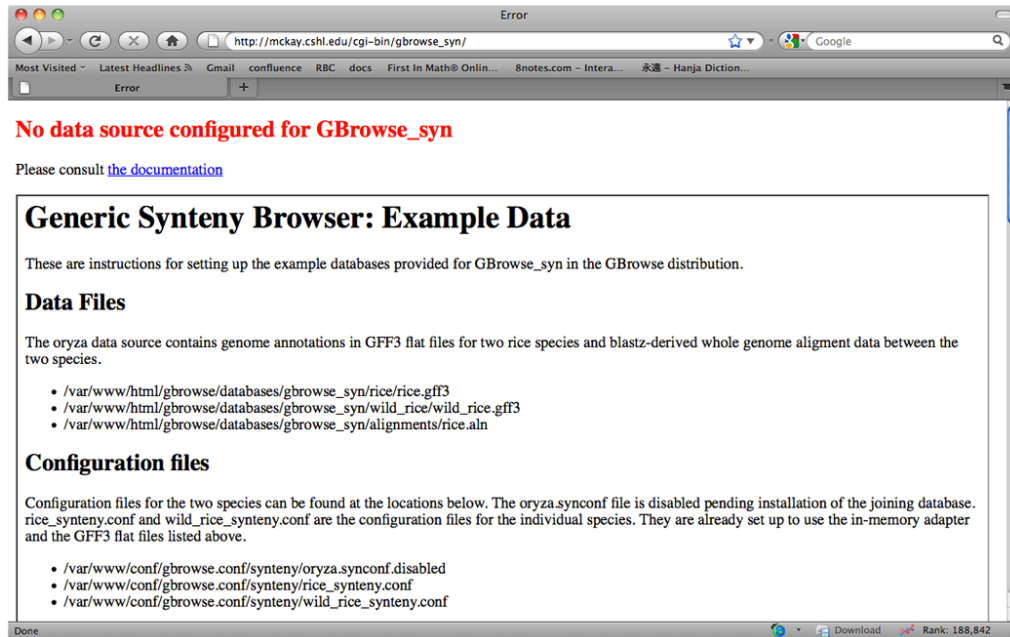 Error
http://mckay.cshl.edu/cgi-bin/gbrowse_syn/
Google
Most Visited
Latest Headlines
Gmail
confluence
RBC
docs
First In Math® Onlin...
8notes.com - Intera...
永遠 - Hanja Diction...
Error
+
No data source configured for GBrowse_syn
Please consult the documentation
Generic Synteny Browser: Example Data
These are instructions for setting up the example databases provided for GBrowse_syn in the GBrowse distribution.
Data Files
The oryza data source contains genome annotations in GFF3 flat files for two rice species and blastz-derived whole genome aligment data between the
two species.
• /var/www/html/gbrowse/databases/gbrowse_syn/rice/rice.gff3
• /var/www/html/gbrowse/databases/gbrowse_syn/wild_rice/wild_rice.gff3
• /var/www/html/gbrowse/databases/gbrowse_syn/alignments/rice.aln
Configuration files
Configuration files for the two species can be found at the locations below. The oryza.synconf file is disabled pending installation of the joining database.
rice_synteny.conf and wild_rice_synteny.conf are the configuration files for the individual species. They are already set up to use the in-memory adapter
and the GFF3 flat files listed above.
• /var/www/conf/gbrowse.conf/synteny/oryza.synconf.disabled
• /var/www/conf/gbrowse.conf/synteny/rice_synteny.conf
• /var/www/conf/gbrowse.conf/synteny/wild_rice_synteny.conf
Done
Download
Rank: 188,842